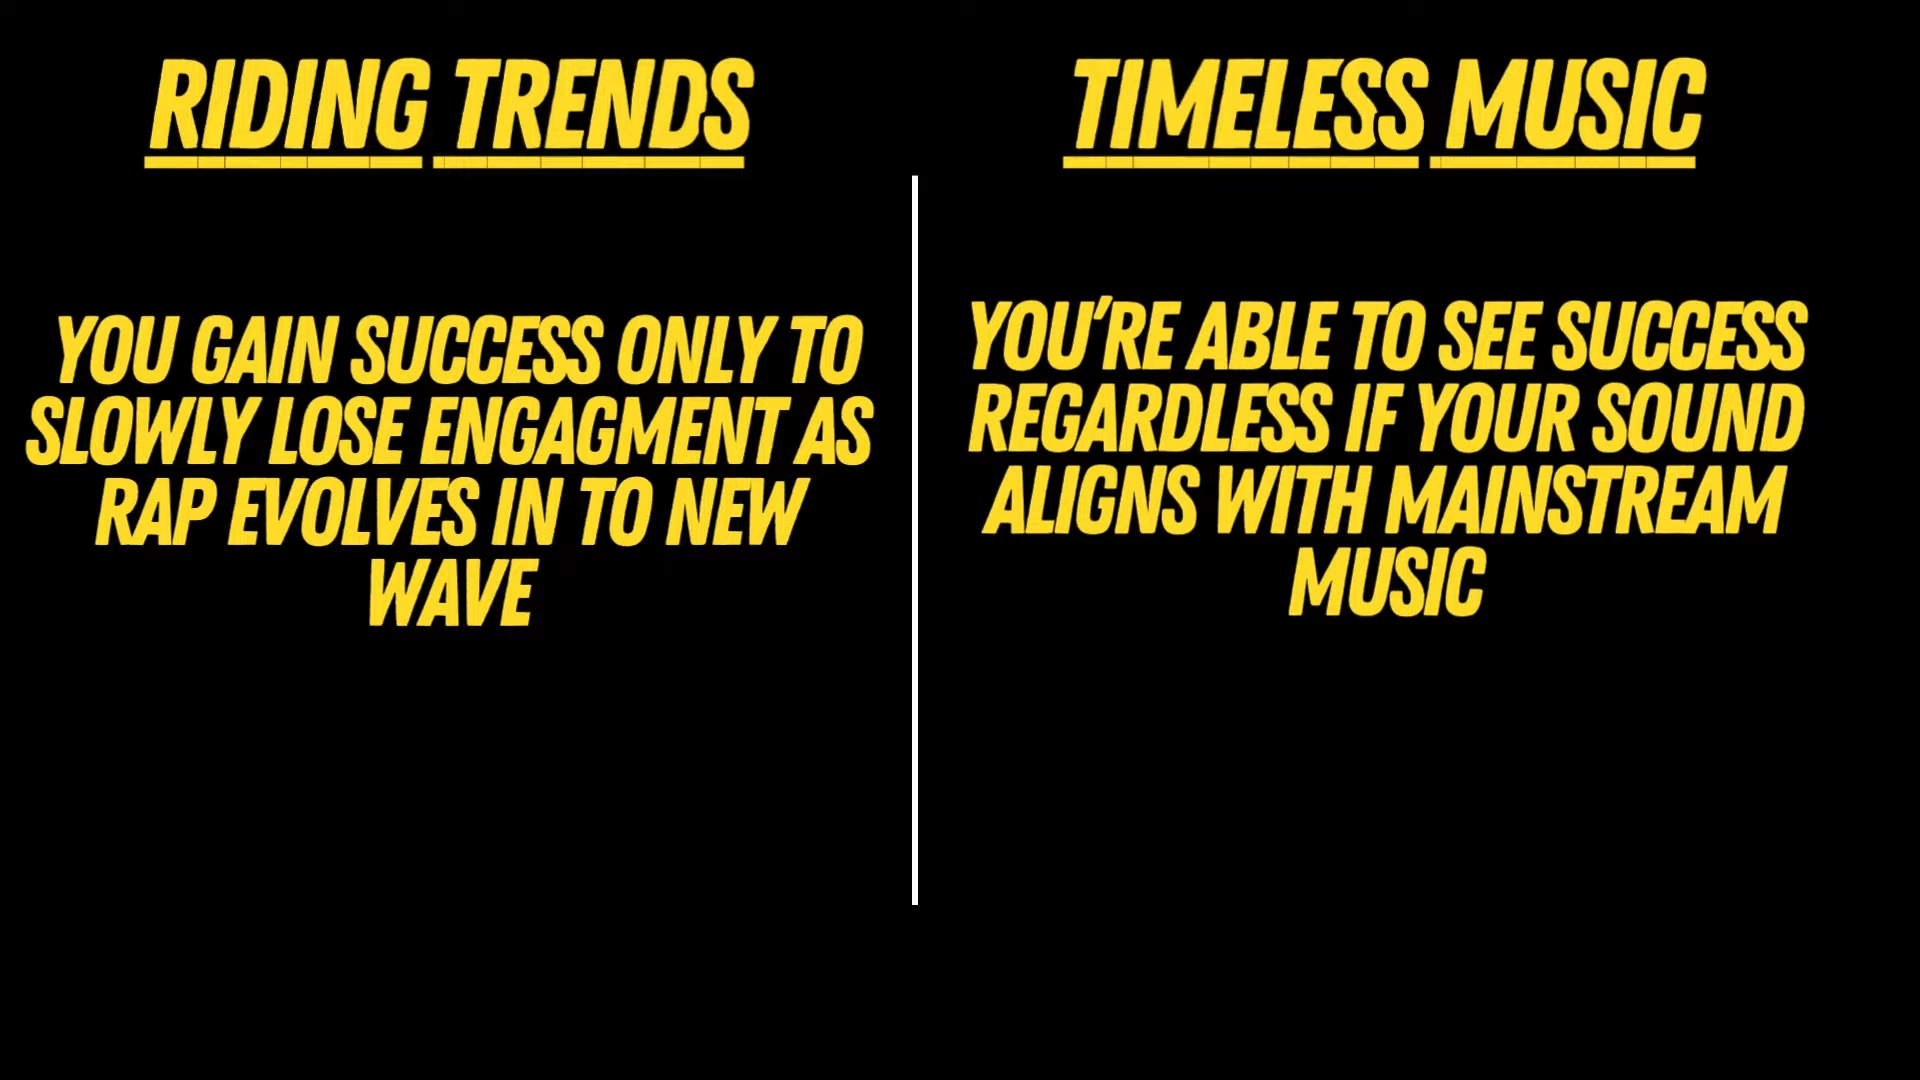 RIDING TRENDS
YOU GAIN SUCCESS ONLY TO
SLOWLY LOSE ENGAGMENT AS
RAP EVOLVES IN TO NEW
WAVE
TIMELESS MUSIC
YOU'RE ABLE TO SEE SUCCESS
REGARDLESS IF YOUR SOUND
ALIGNS WITH MAINSTREAM
MUSIC